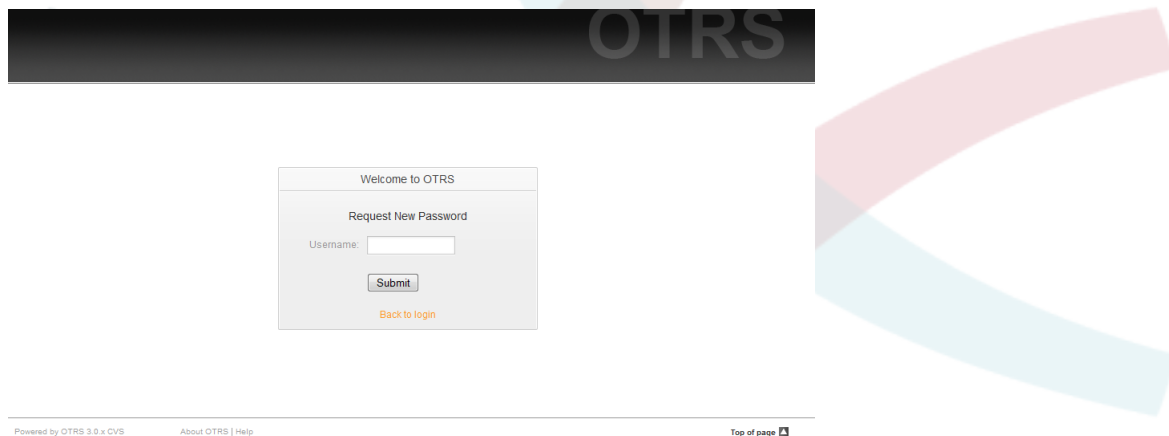 OTRS
Welcome to OTRS
Request New Password
Username:
Submit
Back to login
Powered by OTRS 3.0.x CVS About OTRS | Help Top of page